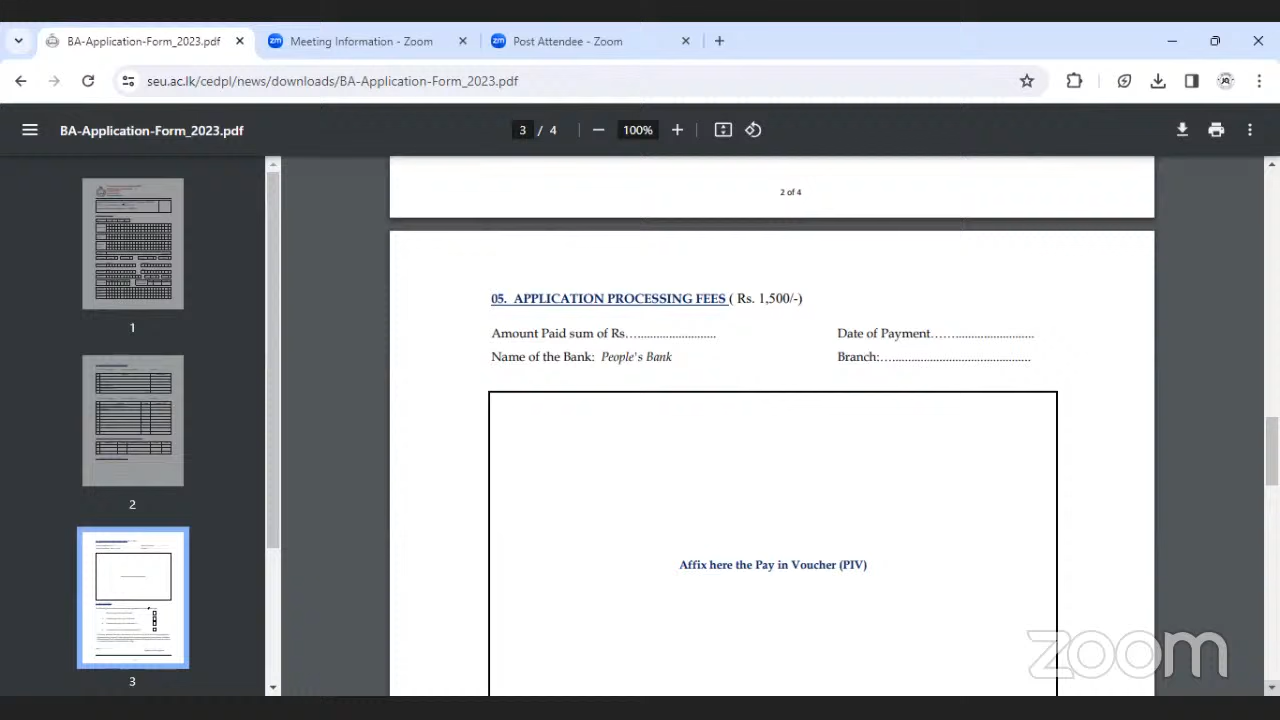 BA-Application-Form_2023.pdf
Meeting Information - Zoom
Post Attendee - Zoom
seu.ac.lk/cedpl/news/downloads/BA-Application-Form_2023.pdf
BA-Application-Form_2023.pdf
3 / 4
100%
1
2
3
2 of 4
05. APPLICATION PROCESSING FEES ( Rs. 1,500/-)
Amount Paid sum of Rs............................ Date of Payment..............................
Name of the Bank: People's Bank Branch:.............................................
Affix here the Pay in Voucher (PIV)
zoom